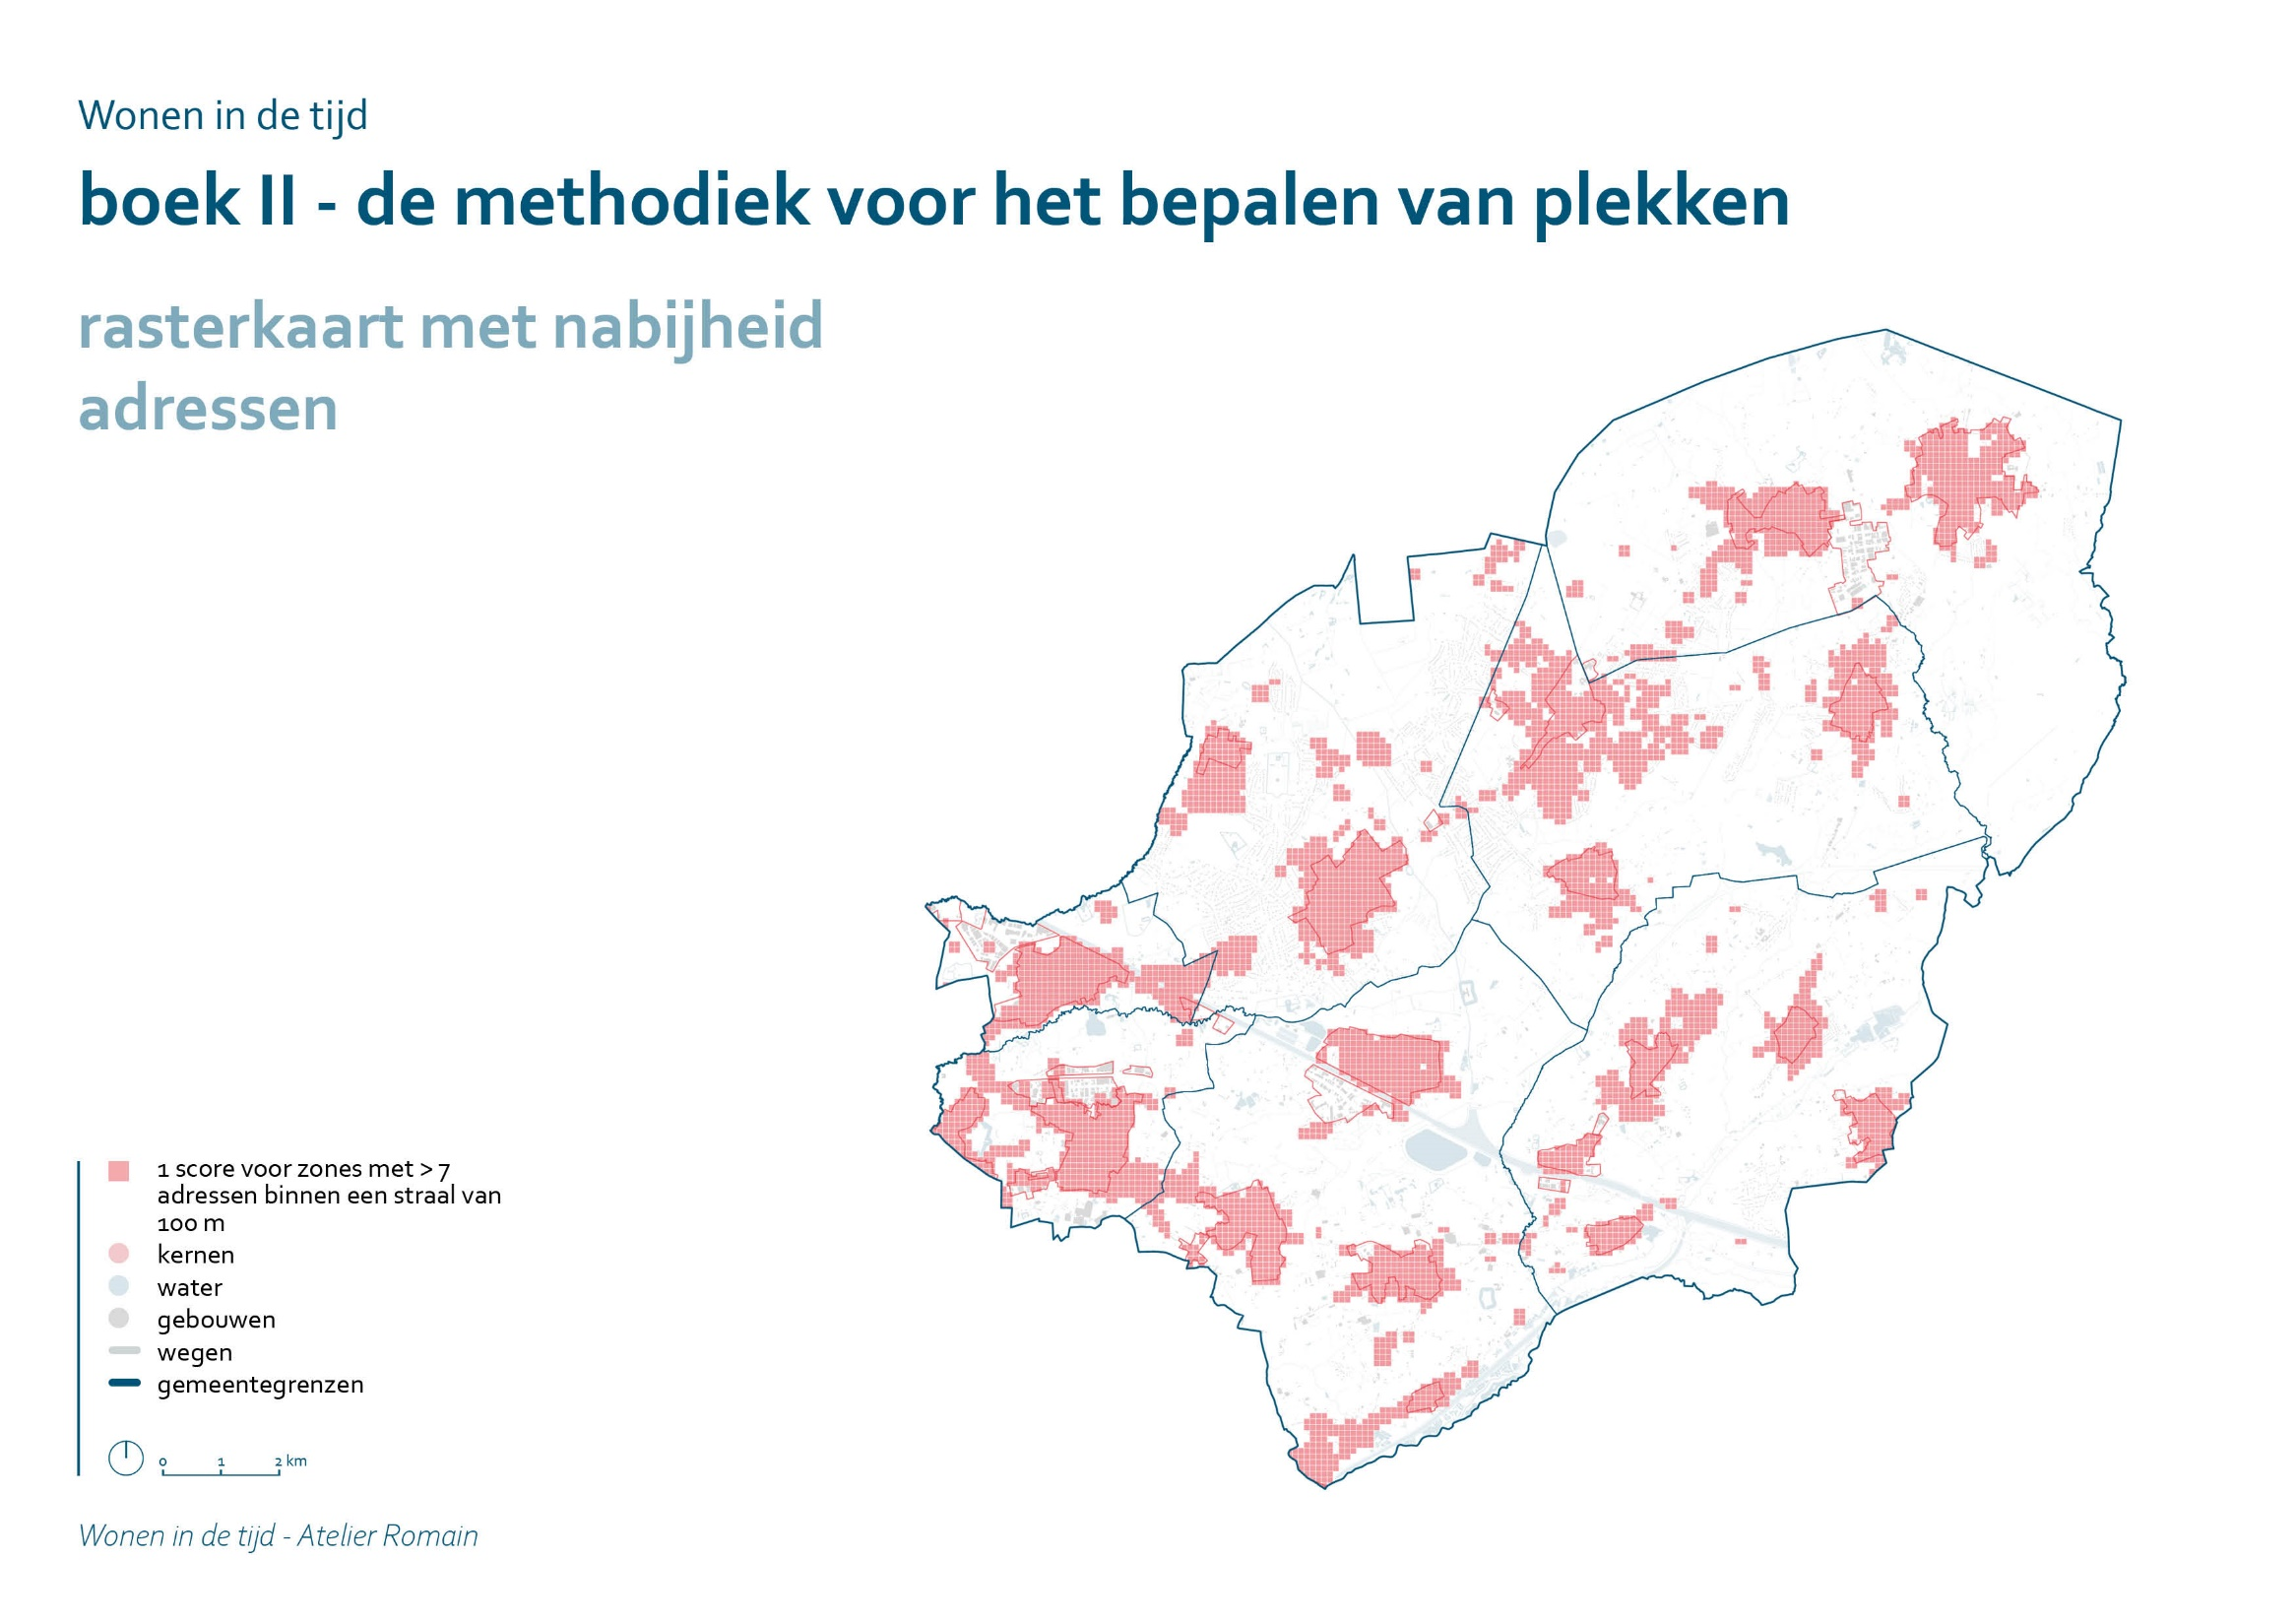 Wonen in de tijd
boek II - de methodiek voor het bepalen van plekken
rasterkaart met nabijheid
adressen
1 score voor zones met > 7
adressen binnen een straal van
100 m
kernen
water
gebouwen
wegen
gemeentegrenzen
0 1 2 km
Wonen in de tijd - Atelier Romain